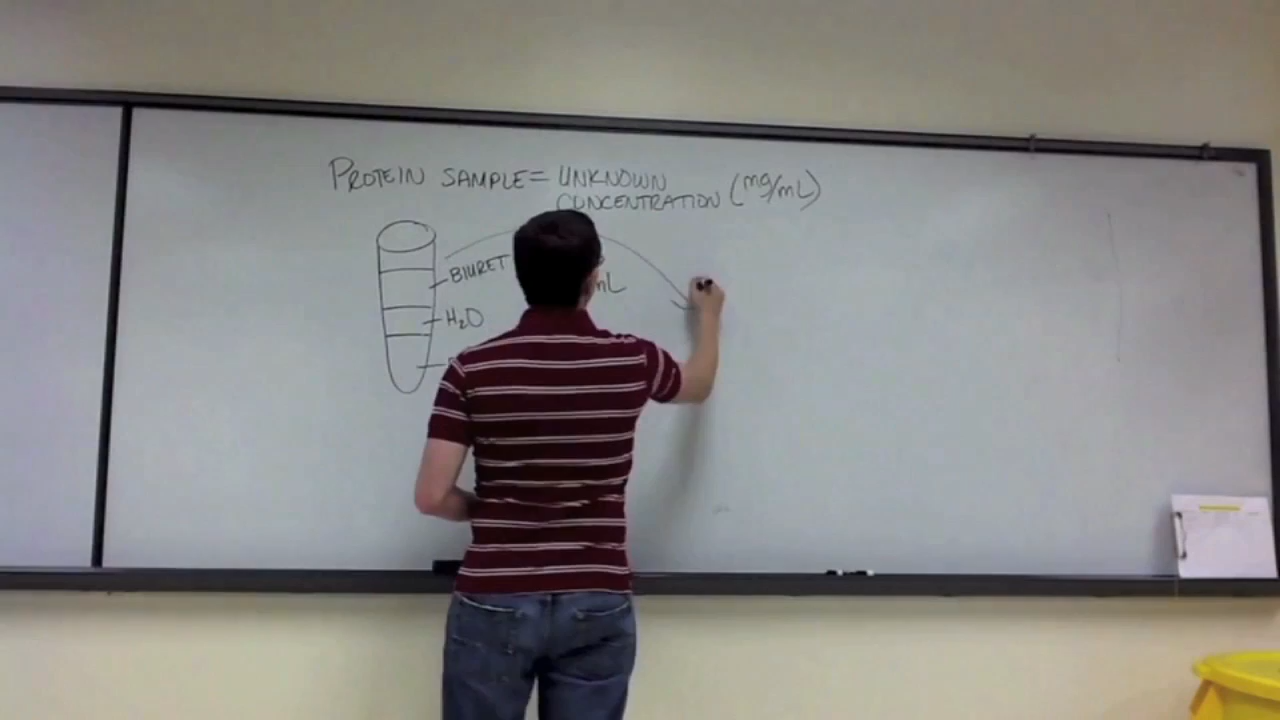 PROTEIN SAMPLE = UNKNOWN
CONCENTRATION (mg/mL)
BIURET
mL
H₂O